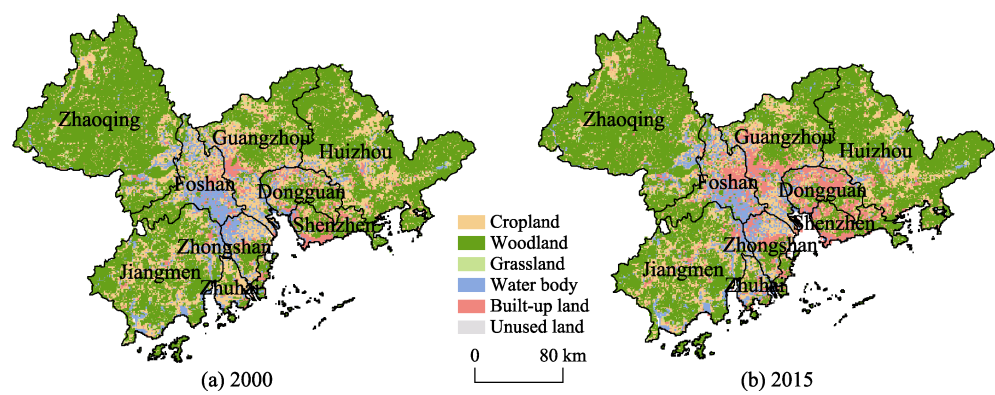 Zhaoqing
Guangzhou
Huizhou
Foshan
Dongguan
Shenzhen
Zhongshan
Jiangmen
Zhuhai
(a) 2000
Cropland
Woodland
Grassland
Water body
Built-up land
Unused land
0 80 km
Zhaoqing
Guangzhou
Huizhou
Foshan
Dongguan
Shenzhen
Zhongshan
Jiangmen
Zhuhai
(b) 2015